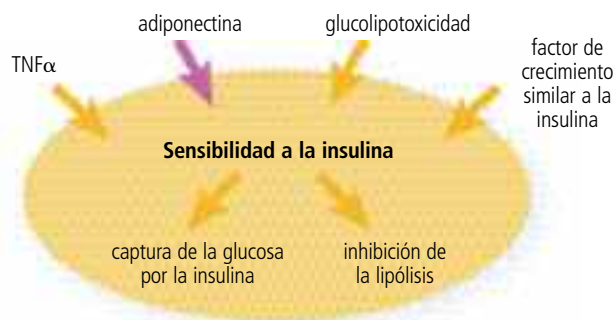 adiponectina
glucolipotoxicidad
TNFα
factor de
crecimiento
similar a la
insulina
Sensibilidad a la insulina
captura de la glucosa
por la insulina
inhibición de
la lipólisis